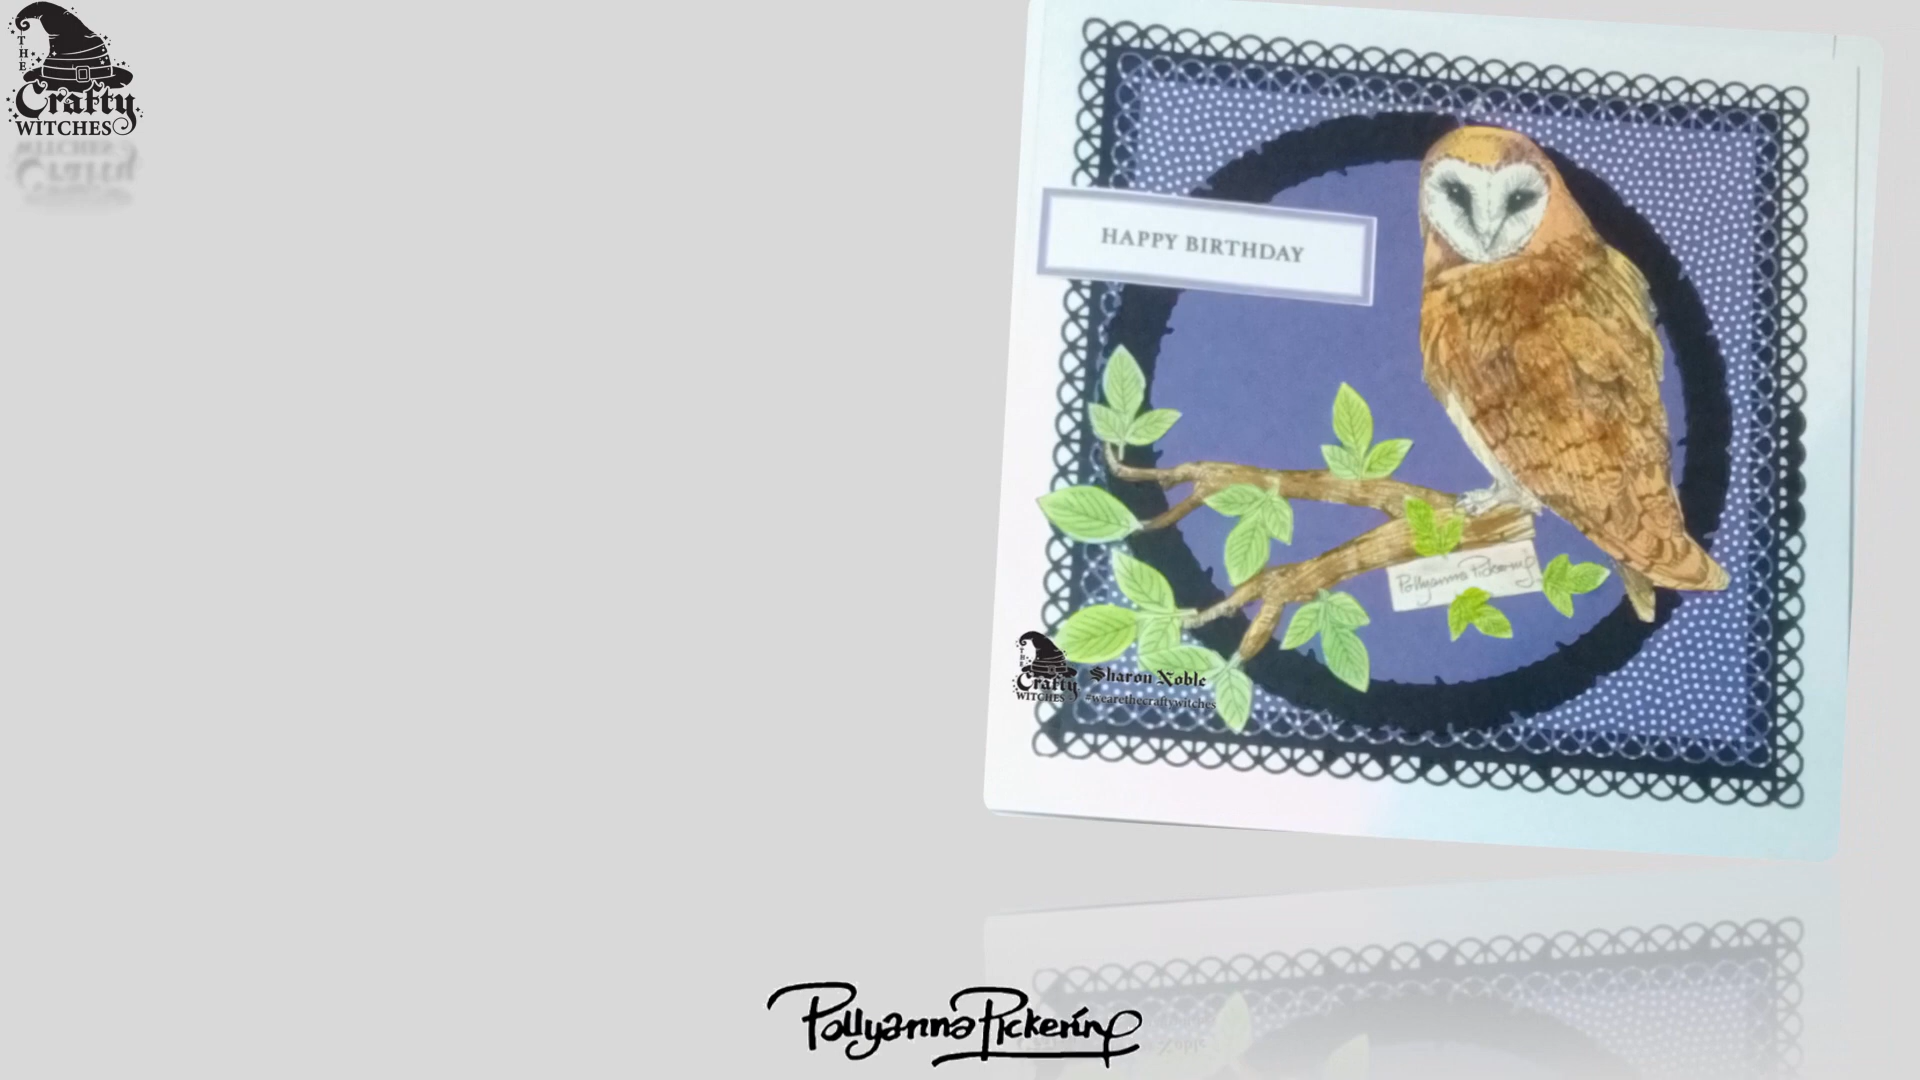 THE
Crafty
WITCHES
HAPPY BIRTHDAY
Pollyanna Pickering
THE
Crafty
WITCHES
Sharon Noble
#wearethecraftywitches
Pollyanna Pickering